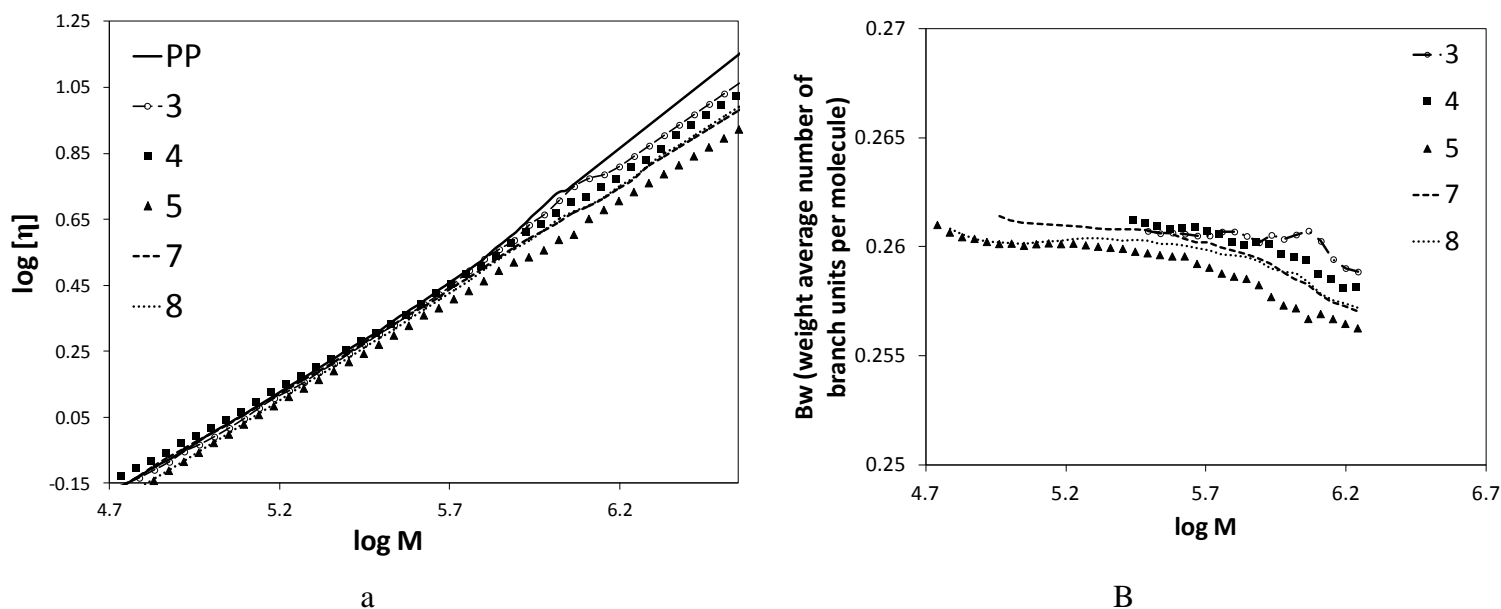 1.25
1.05
0.85
0.65
0.45
0.25
0.05
-0.15
4.7 5.2 5.7 6.2
log [η]
log M
PP
3
4
5
7
8
a
0.27
0.265
0.26
0.255
0.25
4.7 5.2 5.7 6.2 6.7
Bw (weight average number of
branch units per molecule)
log M
3
4
5
7
8
B